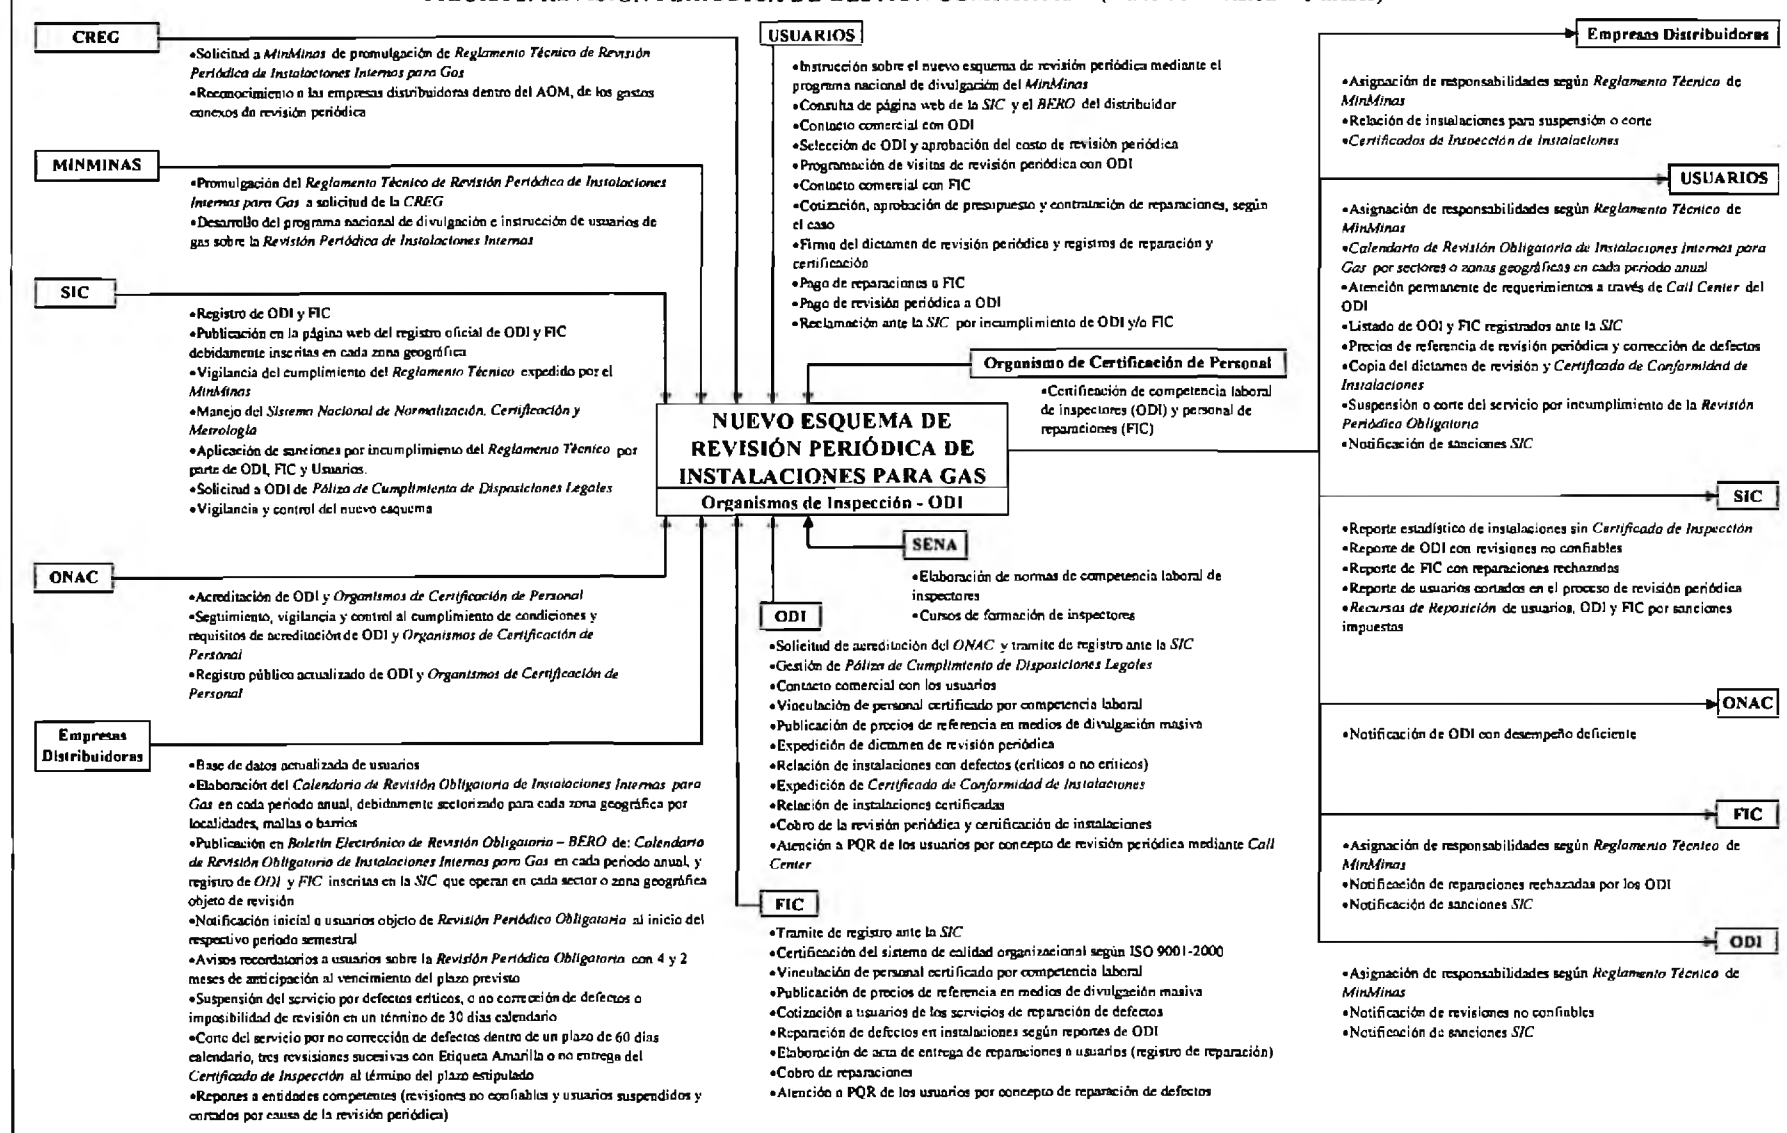 CREG
•Solicitud a MinMinas de promulgación de Reglamento Técnico de Revisión
Periódica de Instalaciones Internas para Gas
•Reconocimiento a las empresas distribuidoras dentro del AOM, de los gastos
conexos de revisión periódica
MINMINAS
•Promulgación del Reglamento Técnico de Revisión Periódica de Instalaciones
Internas para Gas a solicitud de la CREG
•Desarrollo del programa nacional de divulgación e instrucción de usuarios de
gas sobre la Revisión Periódica de Instalaciones Internas
SIC
•Registro de ODI y FIC
•Publicación en la página web del registro oficial de ODI y FIC
debidamente inscritas en cada zona geográfica
•Vigilancia del cumplimiento del Reglamento Técnico expedido por el
MinMinas
•Manejo del Sistema Nacional de Normalización, Certificación y
Metrología
•Aplicación de sanciones por incumplimiento del Reglamento Técnico por
parte de ODI, FIC y Usuarios.
•Solicitud a ODI de Póliza de Cumplimiento de Disposiciones Legales
•Vigilancia y control del nuevo esquema
ONAC
•Acreditación de ODI y Organismos de Certificación de Personal
•Seguimiento, vigilancia y control al cumplimiento de condiciones y
requisitos de acreditación de ODI y Organismos de Certificación de
Personal
•Registro público actualizado de ODI y Organismos de Certificación de
Personal
Empresas
Distribuidoras
•Base de datos actualizada de usuarios
•Elaboración del Calendario de Revisión Obligatoria de Instalaciones Internas para
Gas en cada periodo anual, debidamente sectorizado para cada zona geográfica por
localidades, mallas o barrios
•Publicación en Boletín Electrónico de Revisión Obligatoria – BERO de: Calendario
de Revisión Obligatoria de Instalaciones Internas para Gas en cada periodo anual, y
registro de ODI y FIC inscritas en la SIC que operan en cada sector o zona geográfica
objeto de revisión
•Notificación inicial a usuarios objeto de Revisión Periódica Obligatoria al inicio del
respectivo periodo semestral
•Avisos recordatorios a usuarios sobre la Revisión Periódica Obligatoria con 4 y 2
meses de anticipación al vencimiento del plazo previsto
•Suspensión del servicio por defectos críticos, o no corrección de defectos o
imposibilidad de revisión en un término de 30 días calendario
•Corte del servicio por no corrección de defectos dentro de un plazo de 60 días
calendario, tres revsisiones sucesivas con Etiqueta Amarilla o no entrega del
Certificado de Inspección al término del plazo estipulado
•Reportes a entidades competentes (revisiones no confiables y usuarios suspendidos y
cortados por causa de la revisión periódica)
USUARIOS
•Instrucción sobre el nuevo esquema de revisión periódica mediante el
programa nacional de divulgación del MinMinas
•Consulta de página web de la SIC y el BERO del distribuidor
•Contacto comercial con ODI
•Selección de ODI y aprobación del costo de revisión periódica
•Programación de visitas de revisión periódica con ODI
•Contacto comercial con FIC
•Cotización, aprobación de presupuesto y contratación de reparaciones, según
el caso
•Firma del dictamen de revisión periódica y registros de reparación y
certificación
•Pago de reparaciones a FIC
•Pago de revisión periódica a ODI
•Reclamación ante la SIC por incumplimiento de ODI y/o FIC
Organismo de Certificación de Personal
•Certificación de competencia laboral
de inspectores (ODI) y personal de
reparaciones (FIC)
NUEVO ESQUEMA DE
REVISIÓN PERIÓDICA DE
INSTALACIONES PARA GAS
Organismos de Inspección - ODI
SENA
•Elaboración de normas de competencia laboral de
inspectores
•Cursos de formación de inspectores
ODI
•Solicitud de acreditación del ONAC y tramite de registro ante la SIC
•Gestión de Póliza de Cumplimiento de Disposiciones Legales
•Contacto comercial con los usuarios
•Vinculación de personal certificado por competencia laboral
•Publicación de precios de referencia en medios de divulgación masiva
•Expedición de dictamen de revisión periódica
•Relación de instalaciones con defectos (críticos o no críticos)
•Expedición de Certificado de Conformidad de Instalaciones
•Relación de instalaciones certificadas
•Cobro de la revisión periódica y certificación de instalaciones
•Atención a PQR de los usuarios por concepto de revisión periódica mediante Call
Center
FIC
•Tramite de registro ante la SIC
•Certificación del sistema de calidad organizacional según ISO 9001-2000
•Vinculación de personal certificado por competencia laboral
•Publicación de precios de referencia en medios de divulgación masiva
•Cotización a usuarios de los servicios de reparación de defectos
•Reparación de defectos en instalaciones según reportes de ODI
•Elaboración de acta de entrega de reparaciones a usuarios (registro de reparación)
•Cobro de reparaciones
•Atención a PQR de los usuarios por concepto de reparación de defectos
Empresas Distribuidoras
•Asignación de responsabilidades según Reglamento Técnico de
MinMinas
•Relación de instalaciones para suspensión o corte
•Certificados de Inspección de Instalaciones
USUARIOS
•Asignación de responsabilidades según Reglamento Técnico de
MinMinas
•Calendario de Revisión Obligatoria de Instalaciones Internas para
Gas por sectores o zonas geográficas en cada periodo anual
•Atención permanente de requerimientos a través de Call Center del
ODI
•Listado de ODI y FIC registrados ante la SIC
•Precios de referencia de revisión periódica y corrección de defectos
•Copia del dictamen de revisión y Certificado de Conformidad de
Instalaciones
•Suspensión o corte del servicio por incumplimiento de la Revisión
Periódica Obligatoria
•Notificación de sanciones SIC
SIC
•Reporte estadístico de instalaciones sin Certificado de Inspección
•Reporte de ODI con revisiones no confiables
•Reporte de FIC con reparaciones rechazadas
•Reporte de usuarios cortados en el proceso de revisión periódica
•Recursos de Reposición de usuarios, ODI y FIC por sanciones
impuestas
ONAC
•Notificación de ODI con desempeño deficiente
FIC
•Asignación de responsabilidades según Reglamento Técnico de
MinMinas
•Notificación de reparaciones rechazadas por los ODI
•Notificación de sanciones SIC
ODI
•Asignación de responsabilidades según Reglamento Técnico de
MinMinas
•Notificación de revisiones no confiables
•Notificación de sanciones SIC